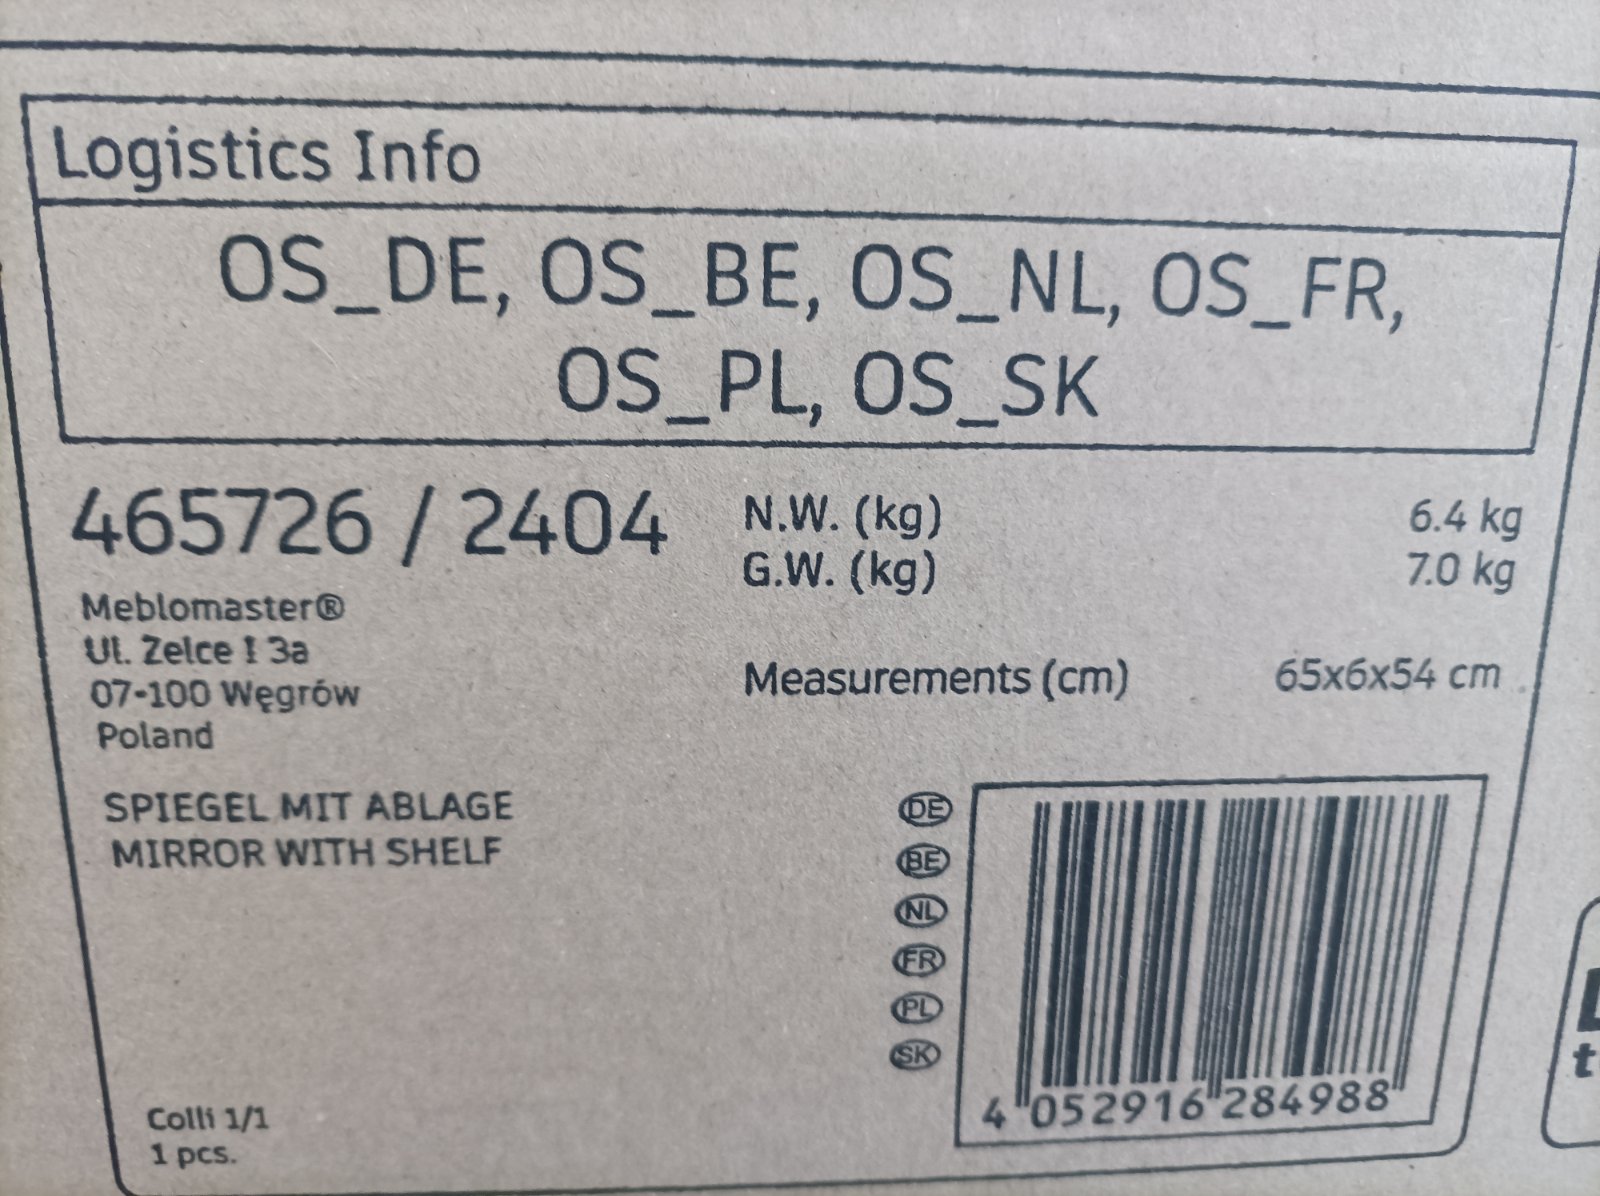 Logistics Info
OS_DE, OS_BE, OS_NL, OS_FR,
OS_PL, OS_SK
465726 / 2404
Meblomaster®
Ul. Zelce I 3a
07-100 Węgrów
Poland
N.W. (kg) 6.4 kg
G.W. (kg) 7.0 kg
Measurements (cm) 65x6x54 cm
SPIEGEL MIT ABLAGE
MIRROR WITH SHELF
DE
BE
NL
FR
PL
SK
4 052916 284988
Colli 1/1
1 pcs.